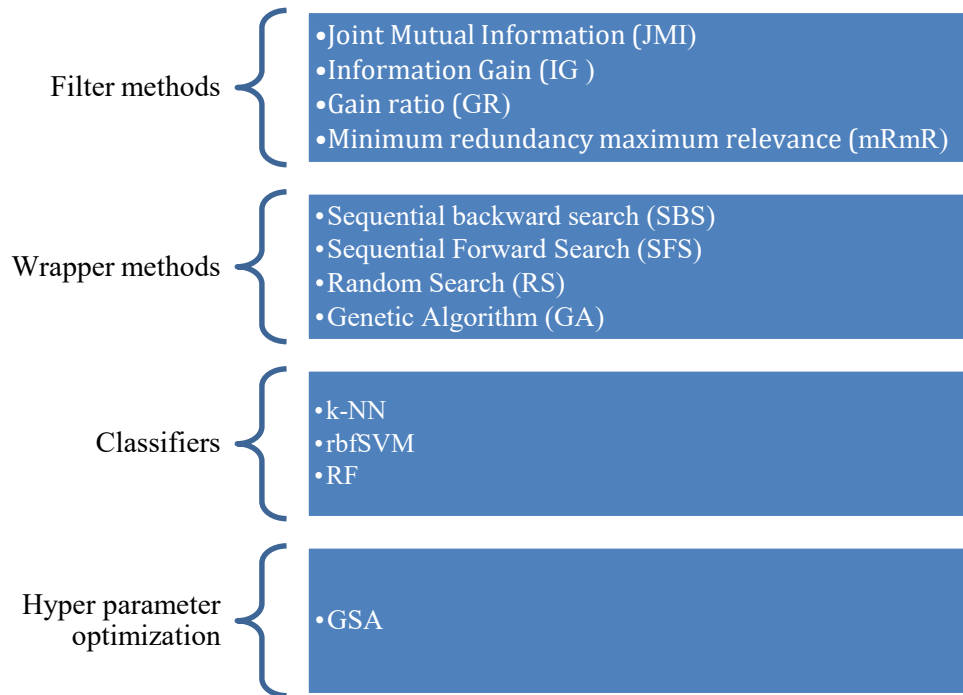 Filter methods
•Joint Mutual Information (JMI)
•Information Gain (IG )
•Gain ratio (GR)
•Minimum redundancy maximum relevance (mRmR)
Wrapper methods
•Sequential backward search (SBS)
•Sequential Forward Search (SFS)
•Random Search (RS)
•Genetic Algorithm (GA)
Classifiers
•k-NN
•rbfSVM
•RF
Hyper parameter
optimization
•GSA